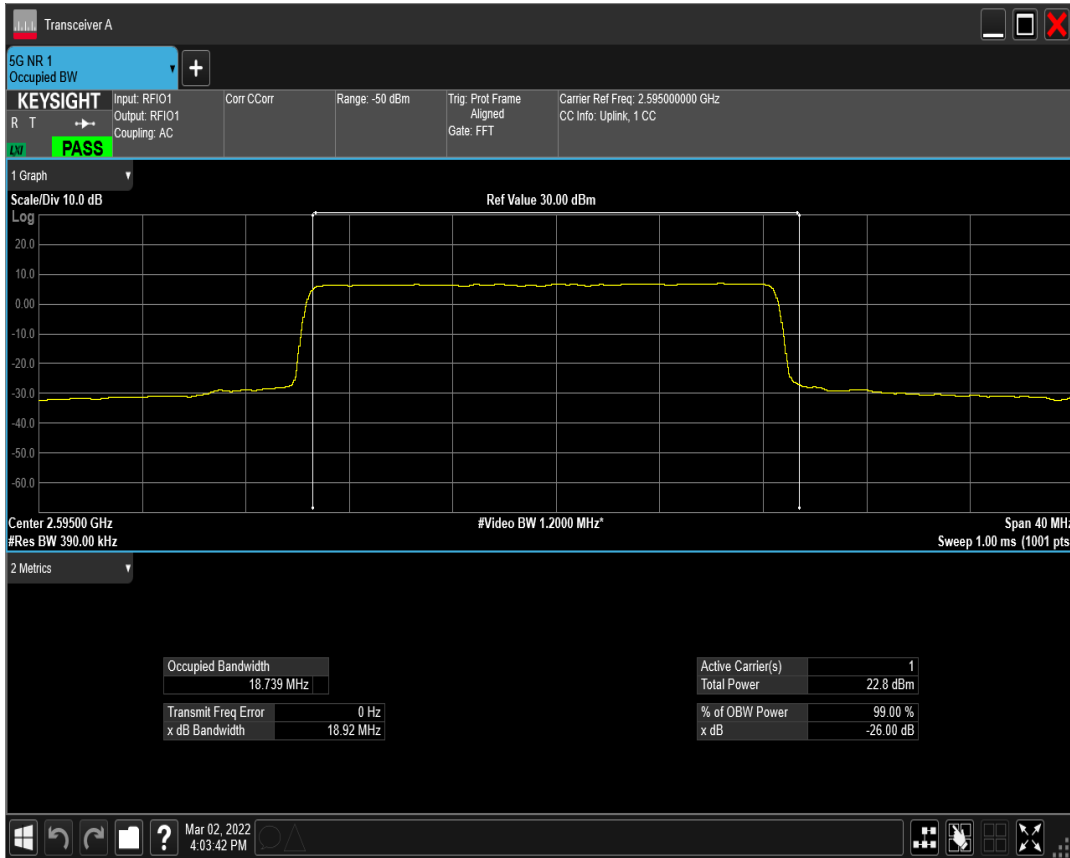 Transceiver A
5G NR 1
Occupied BW
+
KEYSIGHT
R T
LXI
PASS
Input: RFIO1
Output: RFIO1
Coupling: AC
Corr CCorr
Range: -50 dBm
Trig: Prot Frame
Aligned
Gate: FFT
Carrier Ref Freq: 2.595000000 GHz
CC Info: Uplink, 1 CC
1 Graph
Scale/Div 10.0 dB
Ref Value 30.00 dBm
Log
20.0
10.0
0.00
-10.0
-20.0
-30.0
-40.0
-50.0
-60.0
Center 2.59500 GHz
#Video BW 1.2000 MHz*
Span 40 MHz
#Res BW 390.00 kHz
Sweep 1.00 ms (1001 pts
2 Metrics
Occupied Bandwidth
18.739 MHz
Transmit Freq Error 0 Hz
x dB Bandwidth 18.92 MHz
Active Carrier(s) 1
Total Power 22.8 dBm
% of OBW Power 99.00 %
x dB -26.00 dB
?
Mar 02, 2022
4:03:42 PM